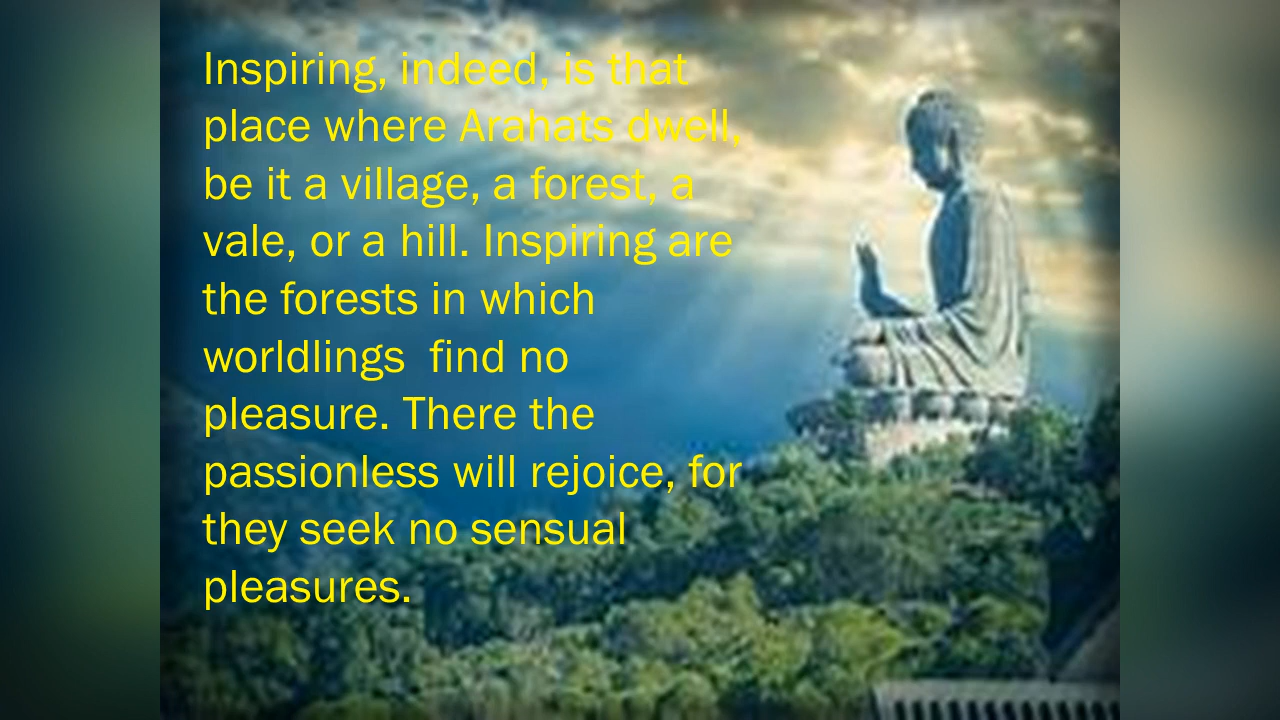 Inspiring, indeed, is that
place where Arahats dwell,
be it a village, a forest, a
vale, or a hill. Inspiring are
the forests in which
worldlings  find no
pleasure. There the
passionless will rejoice, for
they seek no sensual
pleasures.